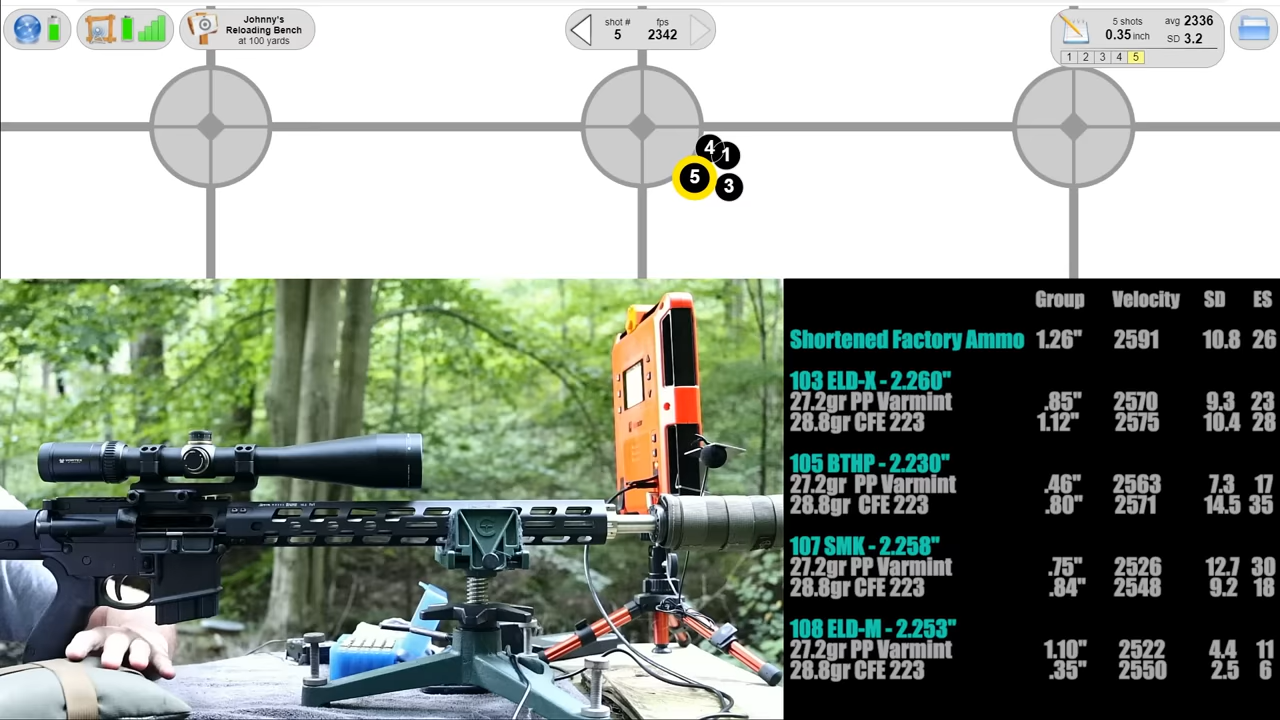 Johnny's
Reloading Bench
at 100 yards
shot # fps
5 2342
5 shots avg 2336
0.35 inch SD 3.2
1 2 3 4 5
4 1
5 3
Group Velocity SD ES
Shortened Factory Ammo 1.26" 2591 10.8 26
103 ELD-X - 2.260"
27.2gr PP Varmint .85" 2570 9.3 23
28.8gr CFE 223 1.12" 2575 10.4 28
105 BTHP - 2.230"
27.2gr PP Varmint .46" 2563 7.3 17
28.8gr CFE 223 .80" 2571 14.5 35
107 SMK - 2.258"
27.2gr PP Varmint .75" 2526 12.7 30
28.8gr CFE 223 .84" 2548 9.2 18
108 ELD-M - 2.253"
27.2gr PP Varmint 1.10" 2522 4.4 11
28.8gr CFE 223 .35" 2550 2.5 6